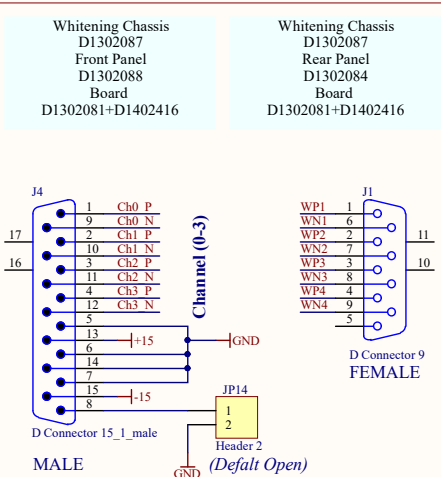 Whitening Chassis
D1302087
Front Panel
D1302088
Board
D1302081+D1402416
Whitening Chassis
D1302087
Rear Panel
D1302084
Board
D1302081+D1402416
J4
17
16
1 Ch0_P
9 Ch0_N
2 Ch1_P
10 Ch1_N
3 Ch2_P
11 Ch2_N
4 Ch3_P
12 Ch3_N
5
13 +15
6
14
7
15 -15
8
Channel (0-3)
GND
JP14
1
2
Header 2
GND
(Defalt Open)
D Connector 15_1_male
MALE
J1
WP1 1
WN1 6
WP2 2
WN2 7
WP3 3
WN3 8
WP4 4
WN4 9
5
11
10
D Connector 9
FEMALE